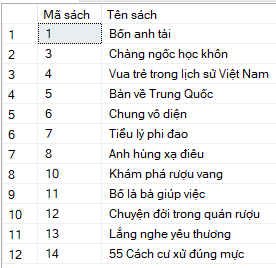 Mã sách Tên sách
1 1 Bốn anh tài
2 3 Chàng ngốc học khôn
3 4 Vua trẻ trong lịch sử Việt Nam
4 5 Bàn về Trung Quốc
5 6 Chung vô diện
6 7 Tiểu lý phi đao
7 8 Anh hùng xạ điêu
8 10 Khám phá rượu vang
9 11 Bố là bà giúp việc
10 12 Chuyện đời trong quán rượu
11 13 Lắng nghe yêu thương
12 14 55 Cách cư xử đúng mực